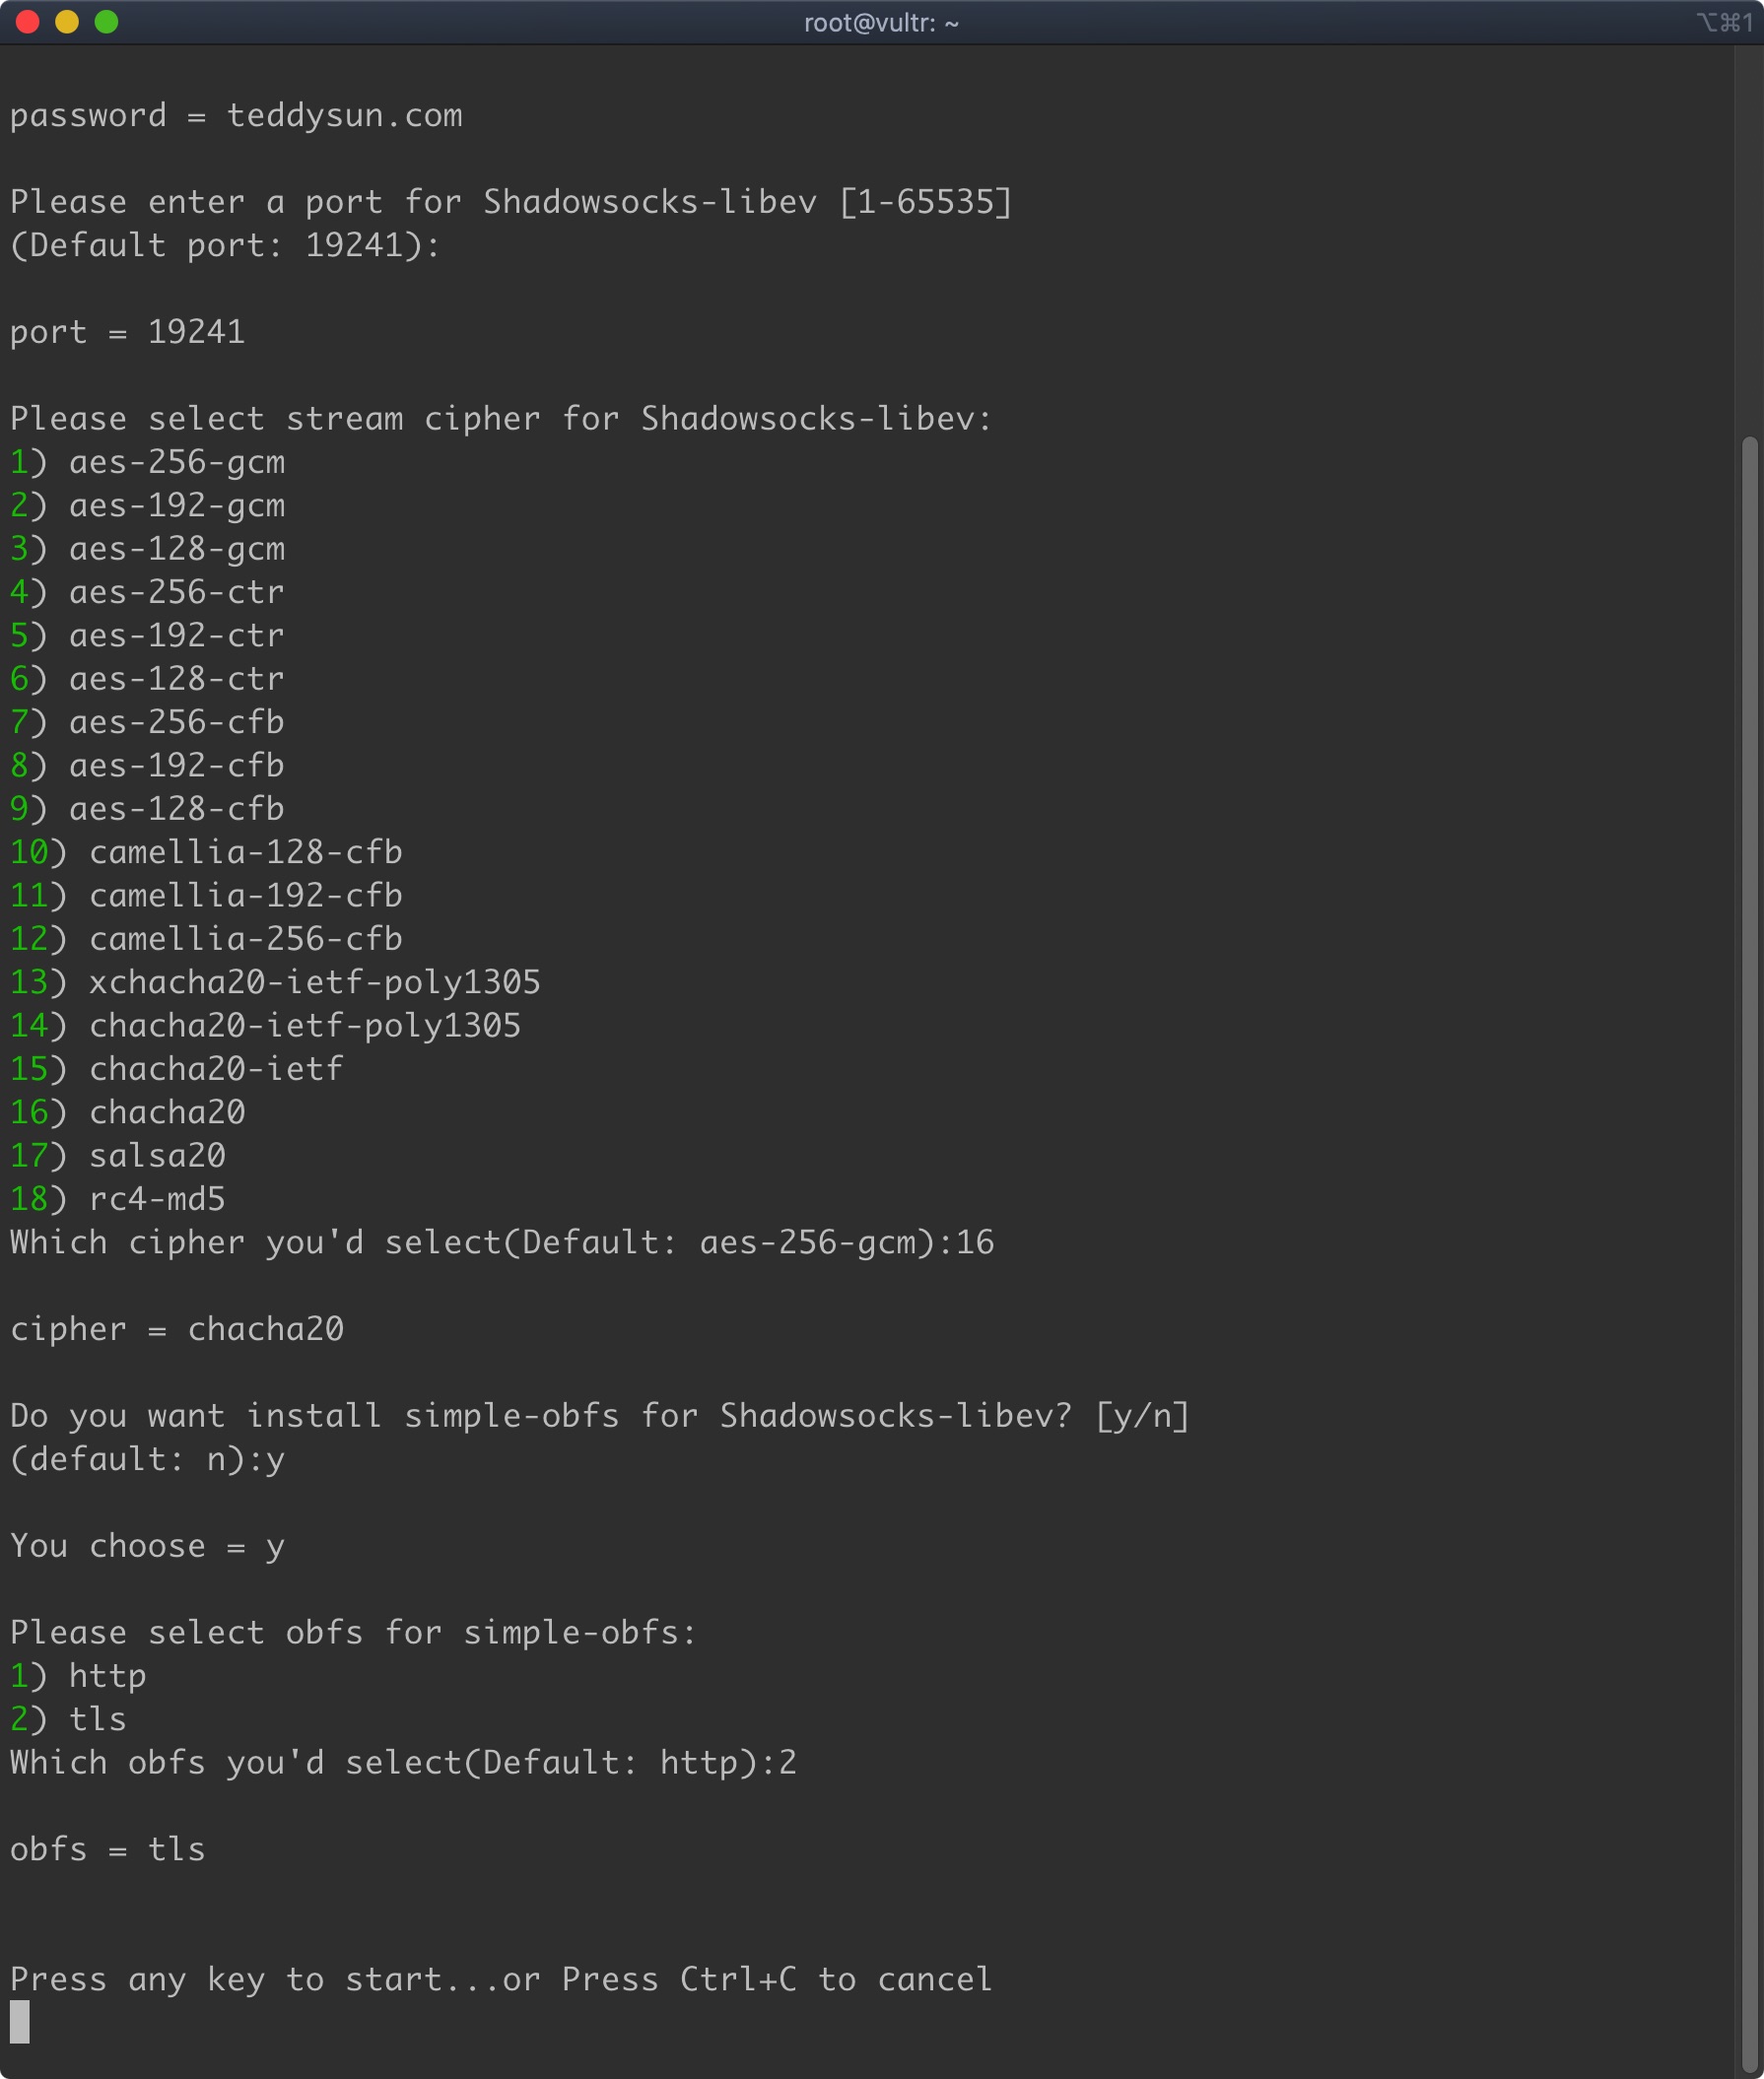 root@vultr: ~
⌥⌘1
password = teddysun.com
Please enter a port for Shadowsocks-libev [1-65535]
(Default port: 19241):
port = 19241
Please select stream cipher for Shadowsocks-libev:
1) aes-256-gcm
2) aes-192-gcm
3) aes-128-gcm
4) aes-256-ctr
5) aes-192-ctr
6) aes-128-ctr
7) aes-256-cfb
8) aes-192-cfb
9) aes-128-cfb
10) camellia-128-cfb
11) camellia-192-cfb
12) camellia-256-cfb
13) xchacha20-ietf-poly1305
14) chacha20-ietf-poly1305
15) chacha20-ietf
16) chacha20
17) salsa20
18) rc4-md5
Which cipher you'd select(Default: aes-256-gcm):16
cipher = chacha20
Do you want install simple-obfs for Shadowsocks-libev? [y/n]
(default: n):y
You choose = y
Please select obfs for simple-obfs:
1) http
2) tls
Which obfs you'd select(Default: http):2
obfs = tls
Press any key to start...or Press Ctrl+C to cancel